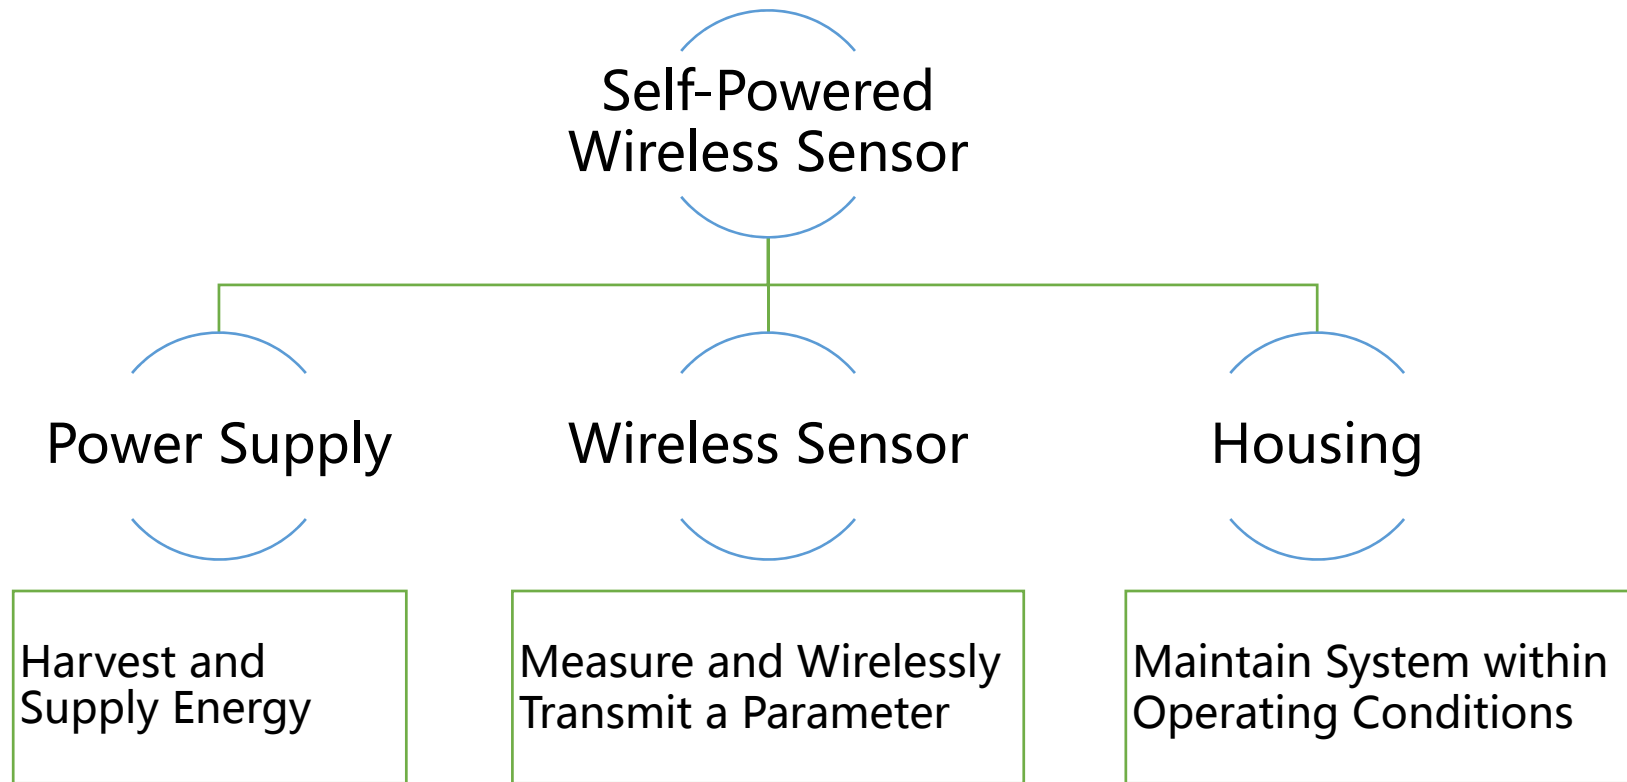 Self-Powered
Wireless Sensor
Power Supply
Wireless Sensor
Housing
Harvest and
Supply Energy
Measure and Wirelessly
Transmit a Parameter
Maintain System within
Operating Conditions